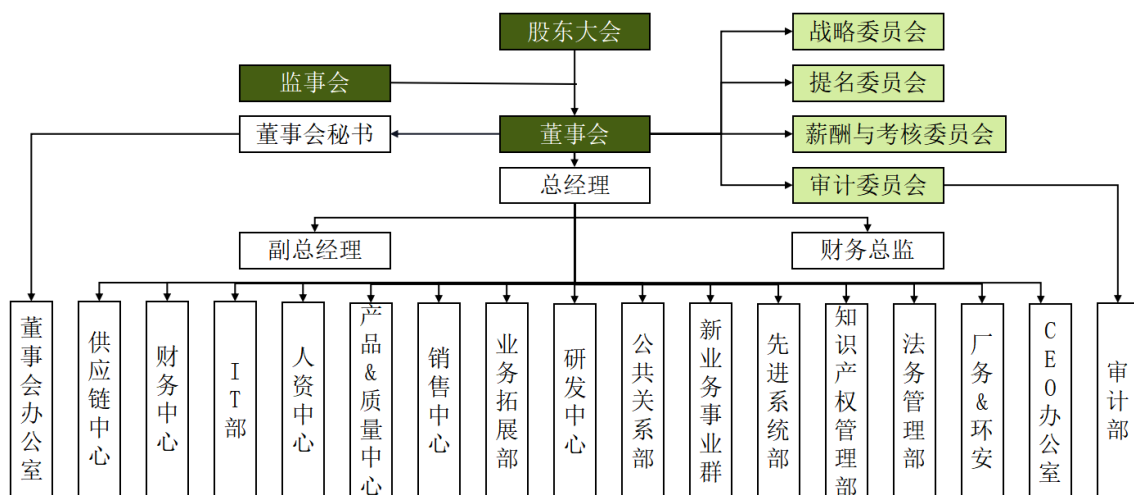 股东大会
战略委员会
监事会
提名委员会
董事会秘书
董事会
薪酬与考核委员会
总经理
审计委员会
副总经理
财务总监
董事会办公室
供应链中心
财务中心
IT部
人资中心
产品&质量中心
销售中心
业务拓展部
研发中心
公共关系部
新业务事业群
先进系统部
知识产权管理部
法务管理部
厂务&环安
CEO办公室
审计部